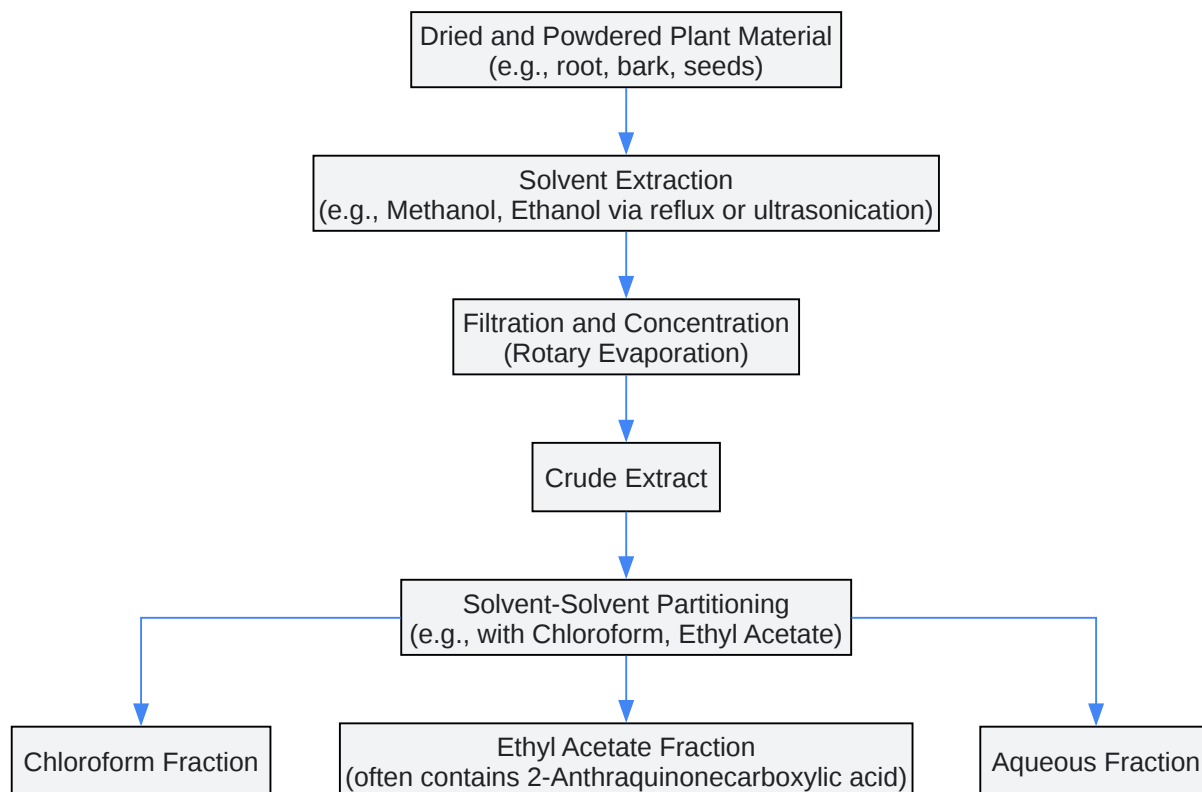 Dried and Powdered Plant Material
(e.g., root, bark, seeds)
Solvent Extraction
(e.g., Methanol, Ethanol via reflux or ultrasonication)
Filtration and Concentration
(Rotary Evaporation)
Crude Extract
Solvent-Solvent Partitioning
(e.g., with Chloroform, Ethyl Acetate)
Chloroform Fraction
Ethyl Acetate Fraction
(often contains 2-Anthraquinonecarboxylic acid)
Aqueous Fraction